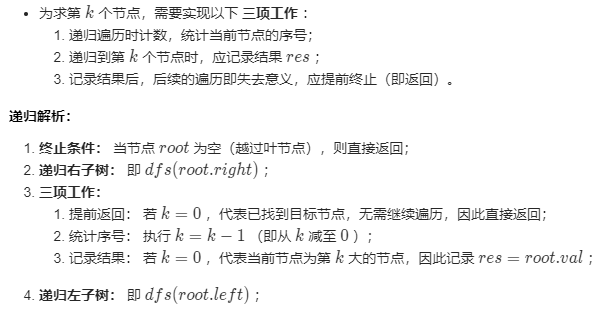 • 为求第 k 个节点，需要实现以下 三项工作：
1. 递归遍历时计数，统计当前节点的序号；
2. 递归到第 k 个节点时，应记录结果 res；
3. 记录结果后，后续的遍历即失去意义，应提前终止（即返回）。
递归解析：
1. 终止条件： 当节点 root 为空（越过叶节点），则直接返回；
2. 递归右子树： 即 dfs(root.right)；
3. 三项工作：
1. 提前返回： 若 k = 0，代表已找到目标节点，无需继续遍历，因此直接返回；
2. 统计序号： 执行 k = k − 1（即从 k 减至 0）；
3. 记录结果： 若 k = 0，代表当前节点为第 k 大的节点，因此记录 res = root.val；
4. 递归左子树： 即 dfs(root.left)；